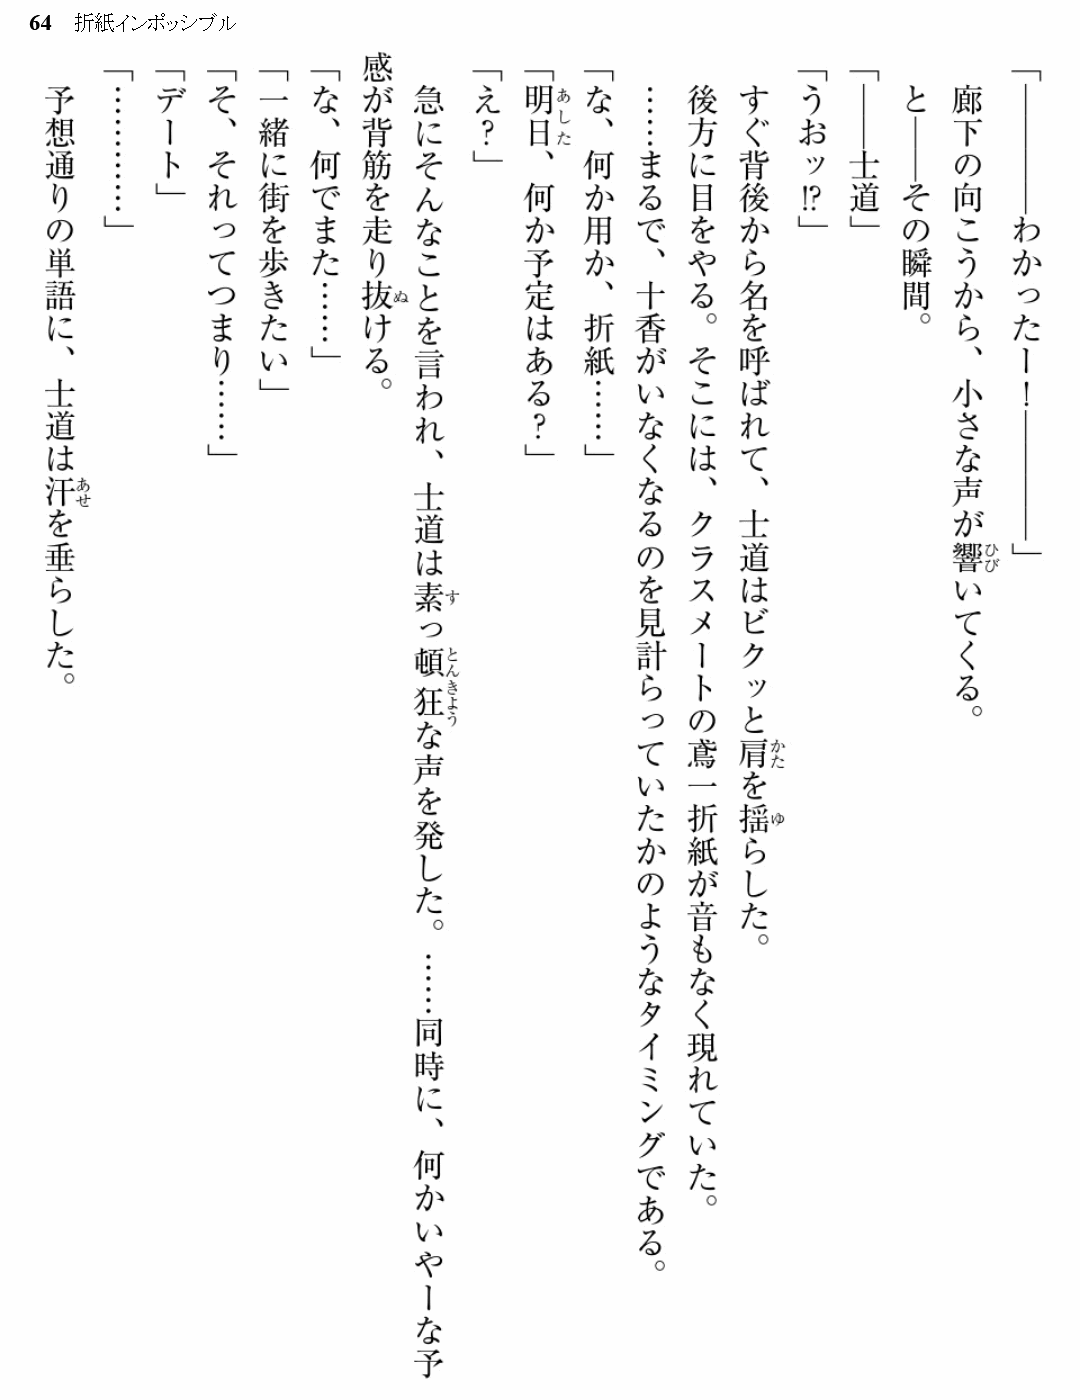 64 折紙インポッシブル
「――――わかったー！――――」
廊下の向こうから、小さな声が響いてくる。
と――その瞬間。
「――士道」
「うおッ!?」
すぐ背後から名を呼ばれて、士道はビクッと肩を揺らした。
後方に目をやる。そこには、クラスメートの鳶一折紙が音もなく現れていた。
……まるで、十香がいなくなるのを見計らっていたかのようなタイミングである。
「な、何か用か、折紙……」
「明日、何か予定はある？」
「え？」
急にそんなことを言われ、士道は素っ頓狂な声を発した。……同時に、何かいやーな予
感が背筋を走り抜ける。
「な、何でまた……」
「一緒に街を歩きたい」
「そ、それってつまり……」
「デート」
「…………」
予想通りの単語に、士道は汗を垂らした。